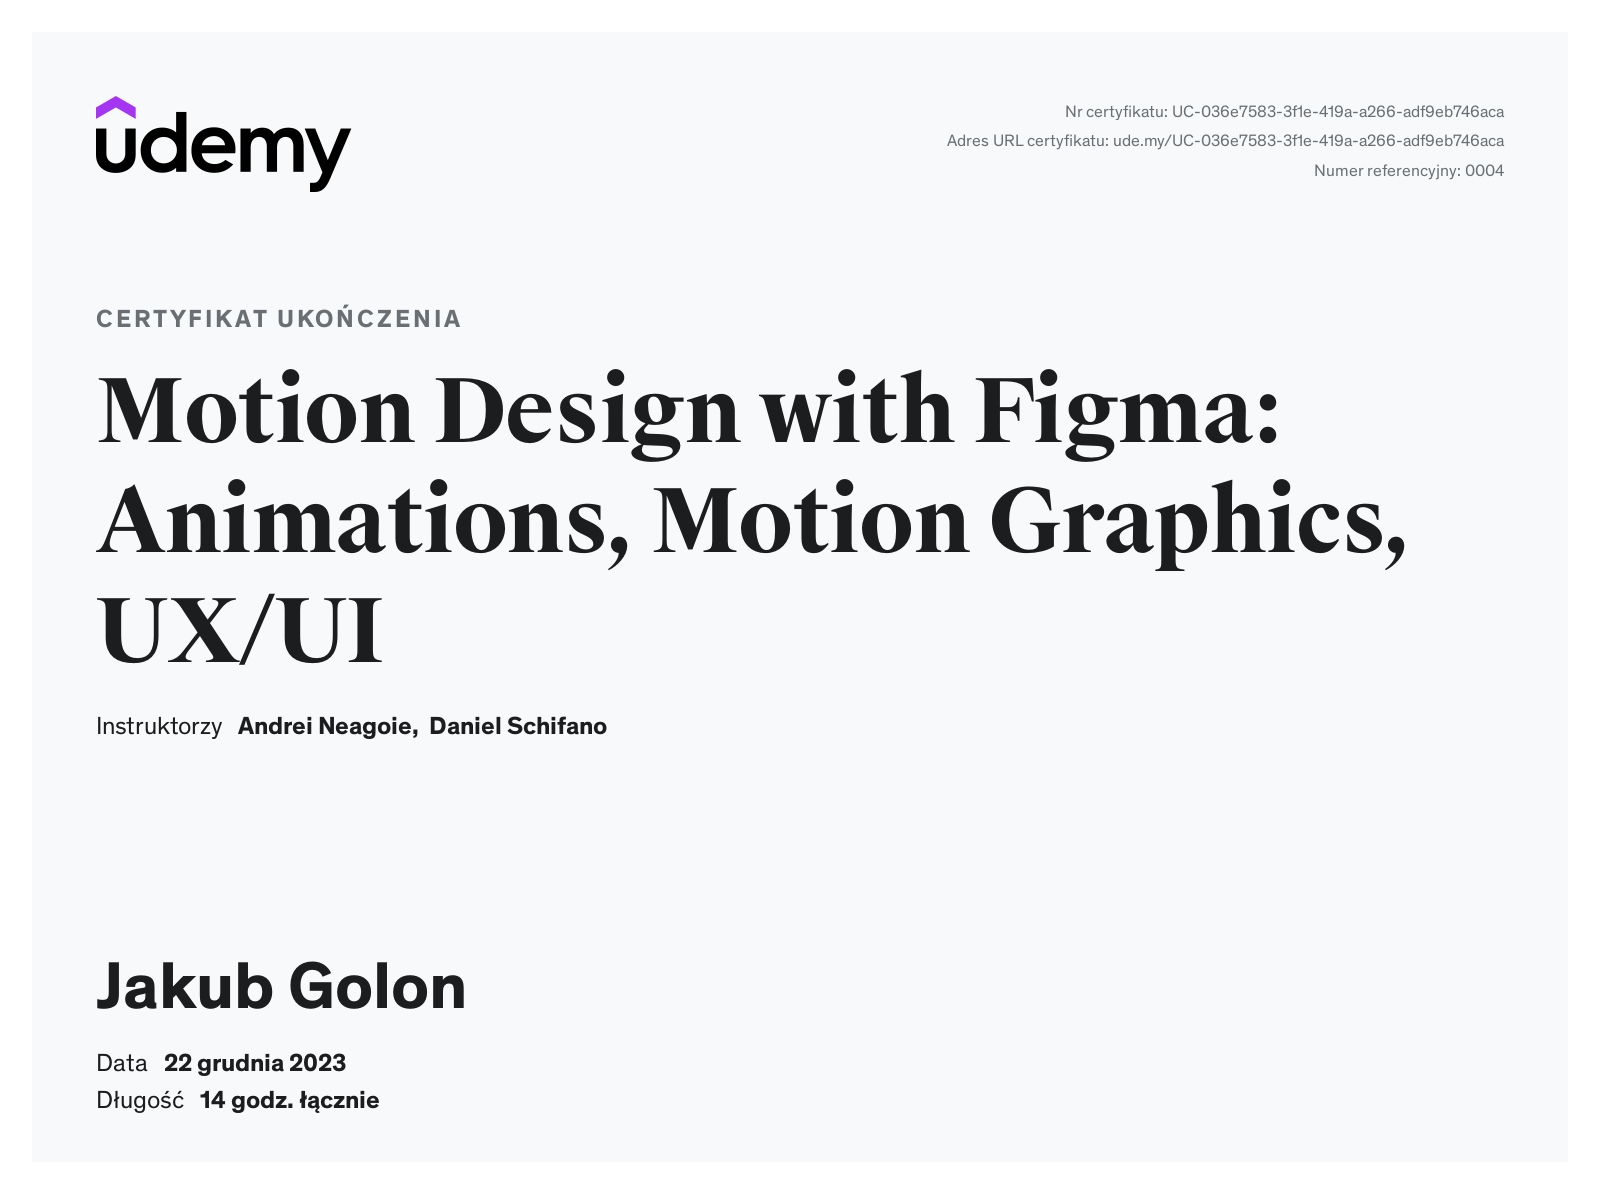 udemy
Nr certyfikatu: UC-036e7583-3f1e-419a-a266-adf9eb746aca
Adres URL certyfikatu: ude.my/UC-036e7583-3f1e-419a-a266-adf9eb746aca
Numer referencyjny: 0004
CERTYFIKAT UKOŃCZENIA
Motion Design with Figma:
Animations, Motion Graphics,
UX/UI
Instruktorzy Andrei Neagoie, Daniel Schifano
Jakub Golon
Data 22 grudnia 2023
Długość 14 godz. łącznie